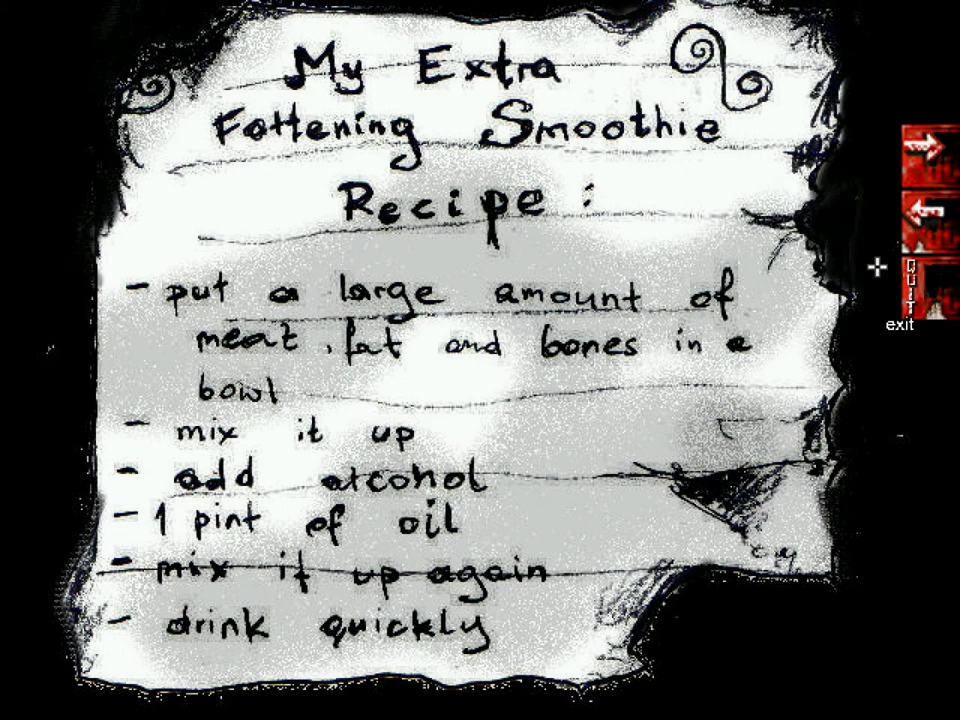 My Extra
Fattening Smoothie
Recipe :
- put a large amount of
meat, fat and bones in a
bowl
- mix it up
- add alcohol
- 1 pint of oil
- mix it up again
- drink quickly
QUIT
exit